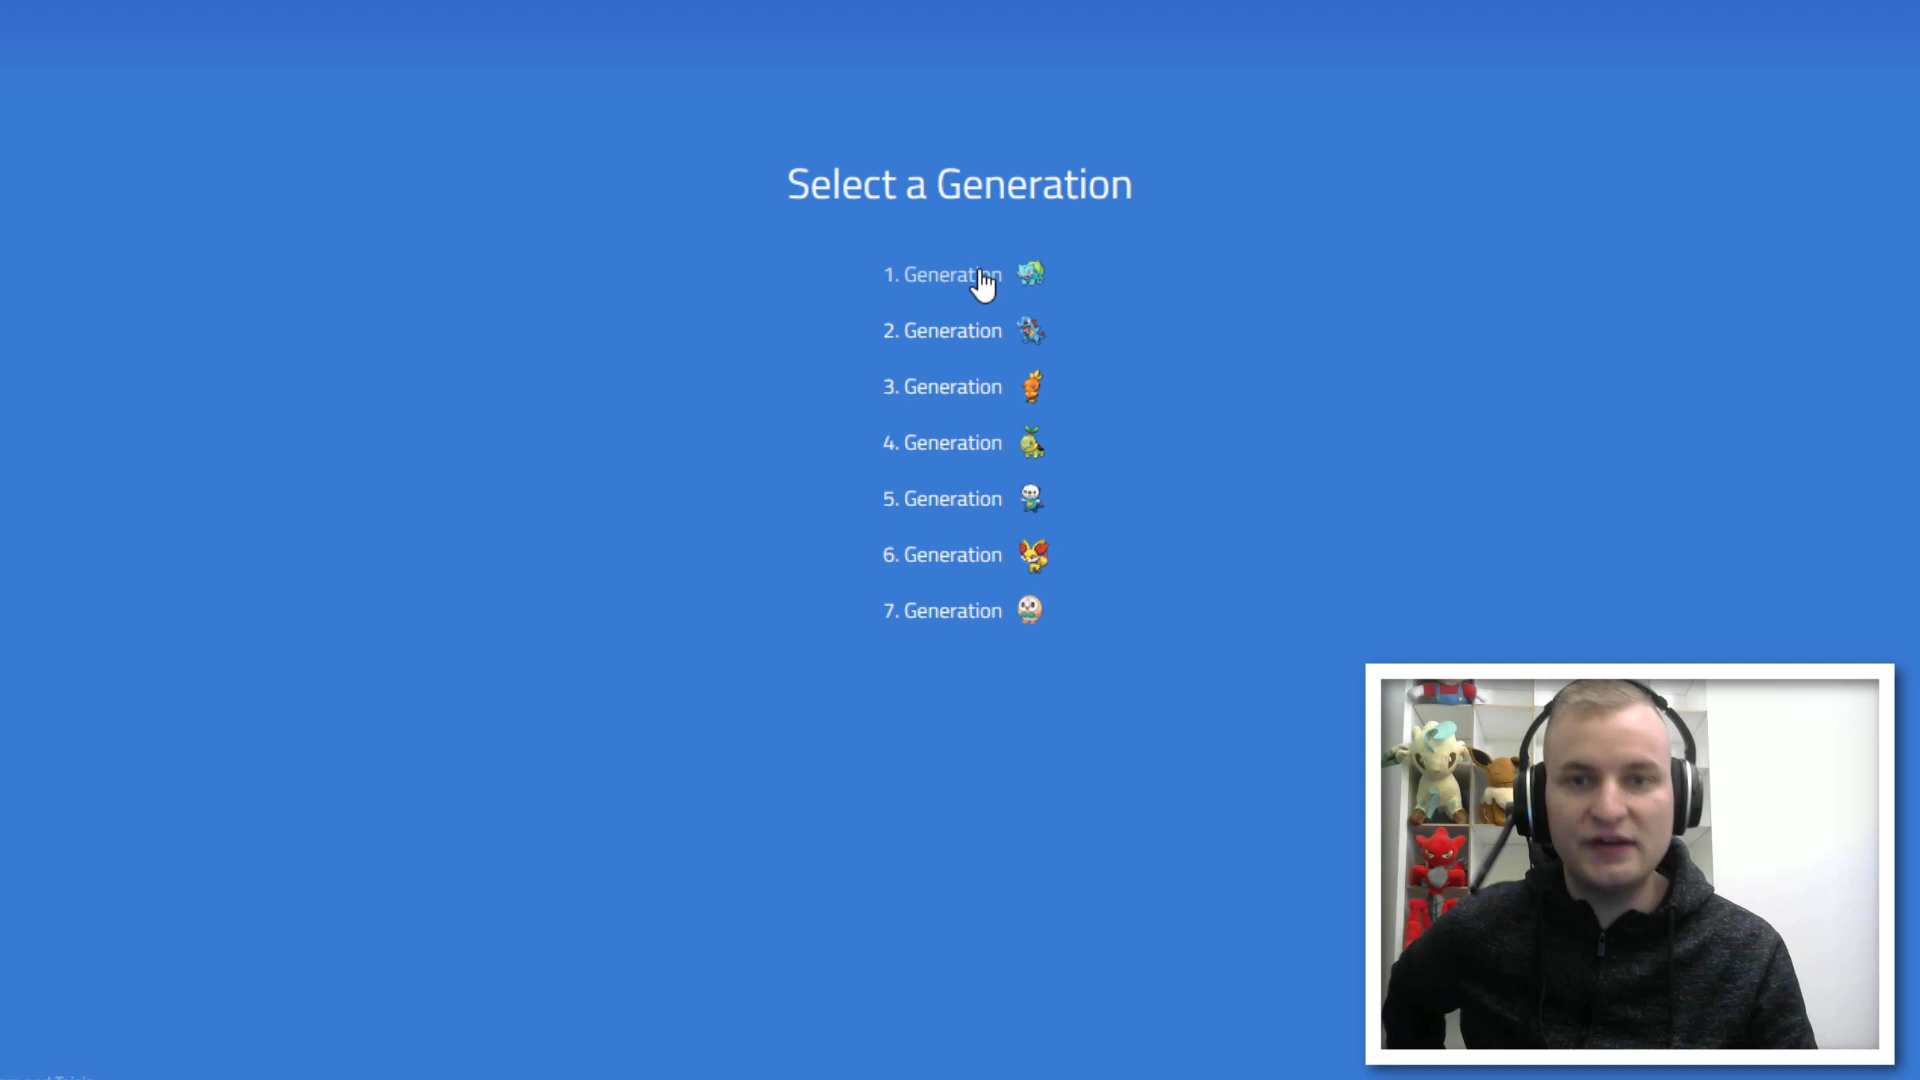 Select a Generation
1. Generation
2. Generation
3. Generation
4. Generation
5. Generation
6. Generation
7. Generation